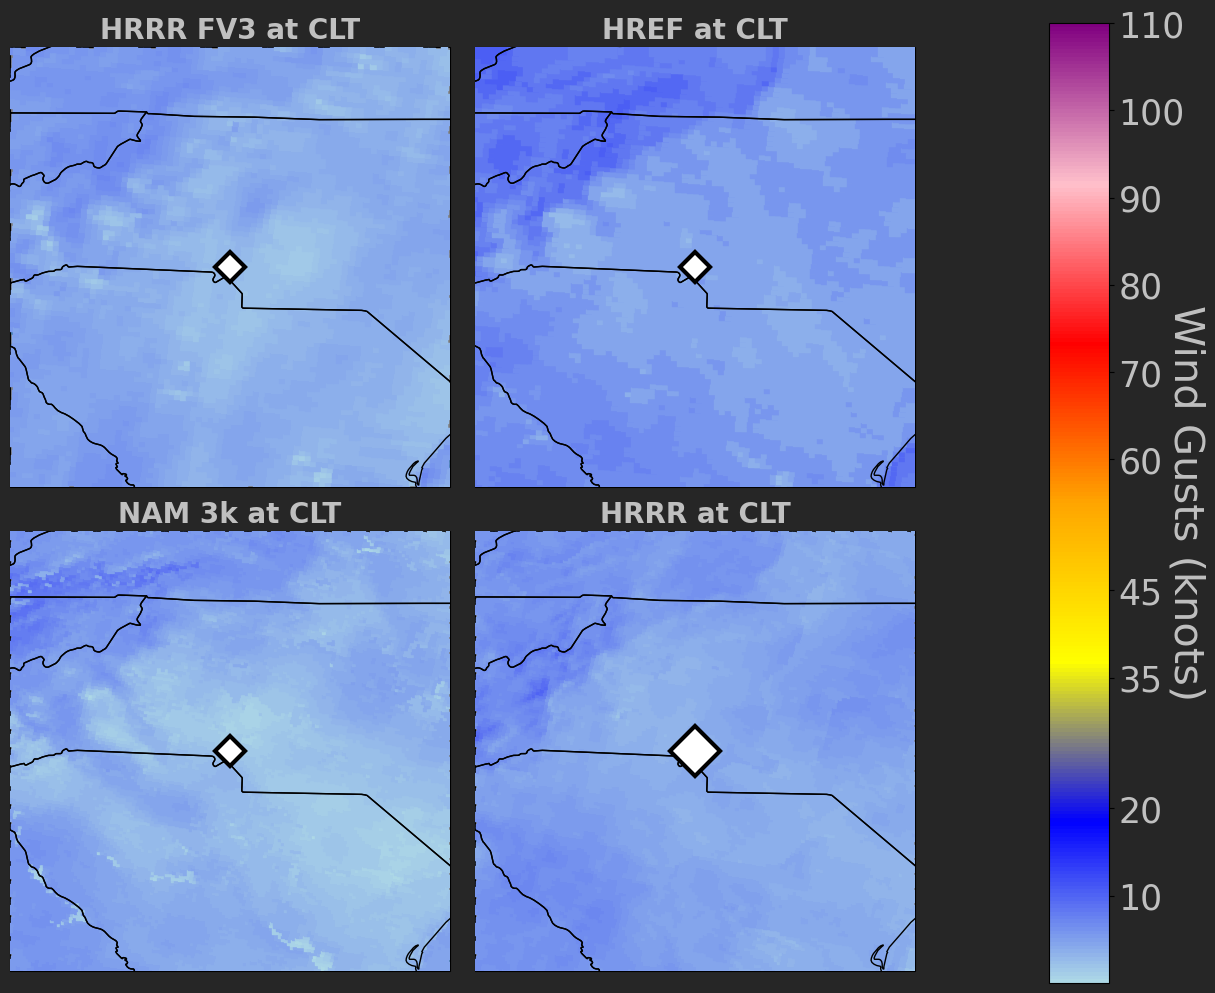 HRRR FV3 at CLT
HREF at CLT
NAM 3k at CLT
HRRR at CLT
110
100
90
80
70
60
45
35
20
10
Wind Gusts (knots)